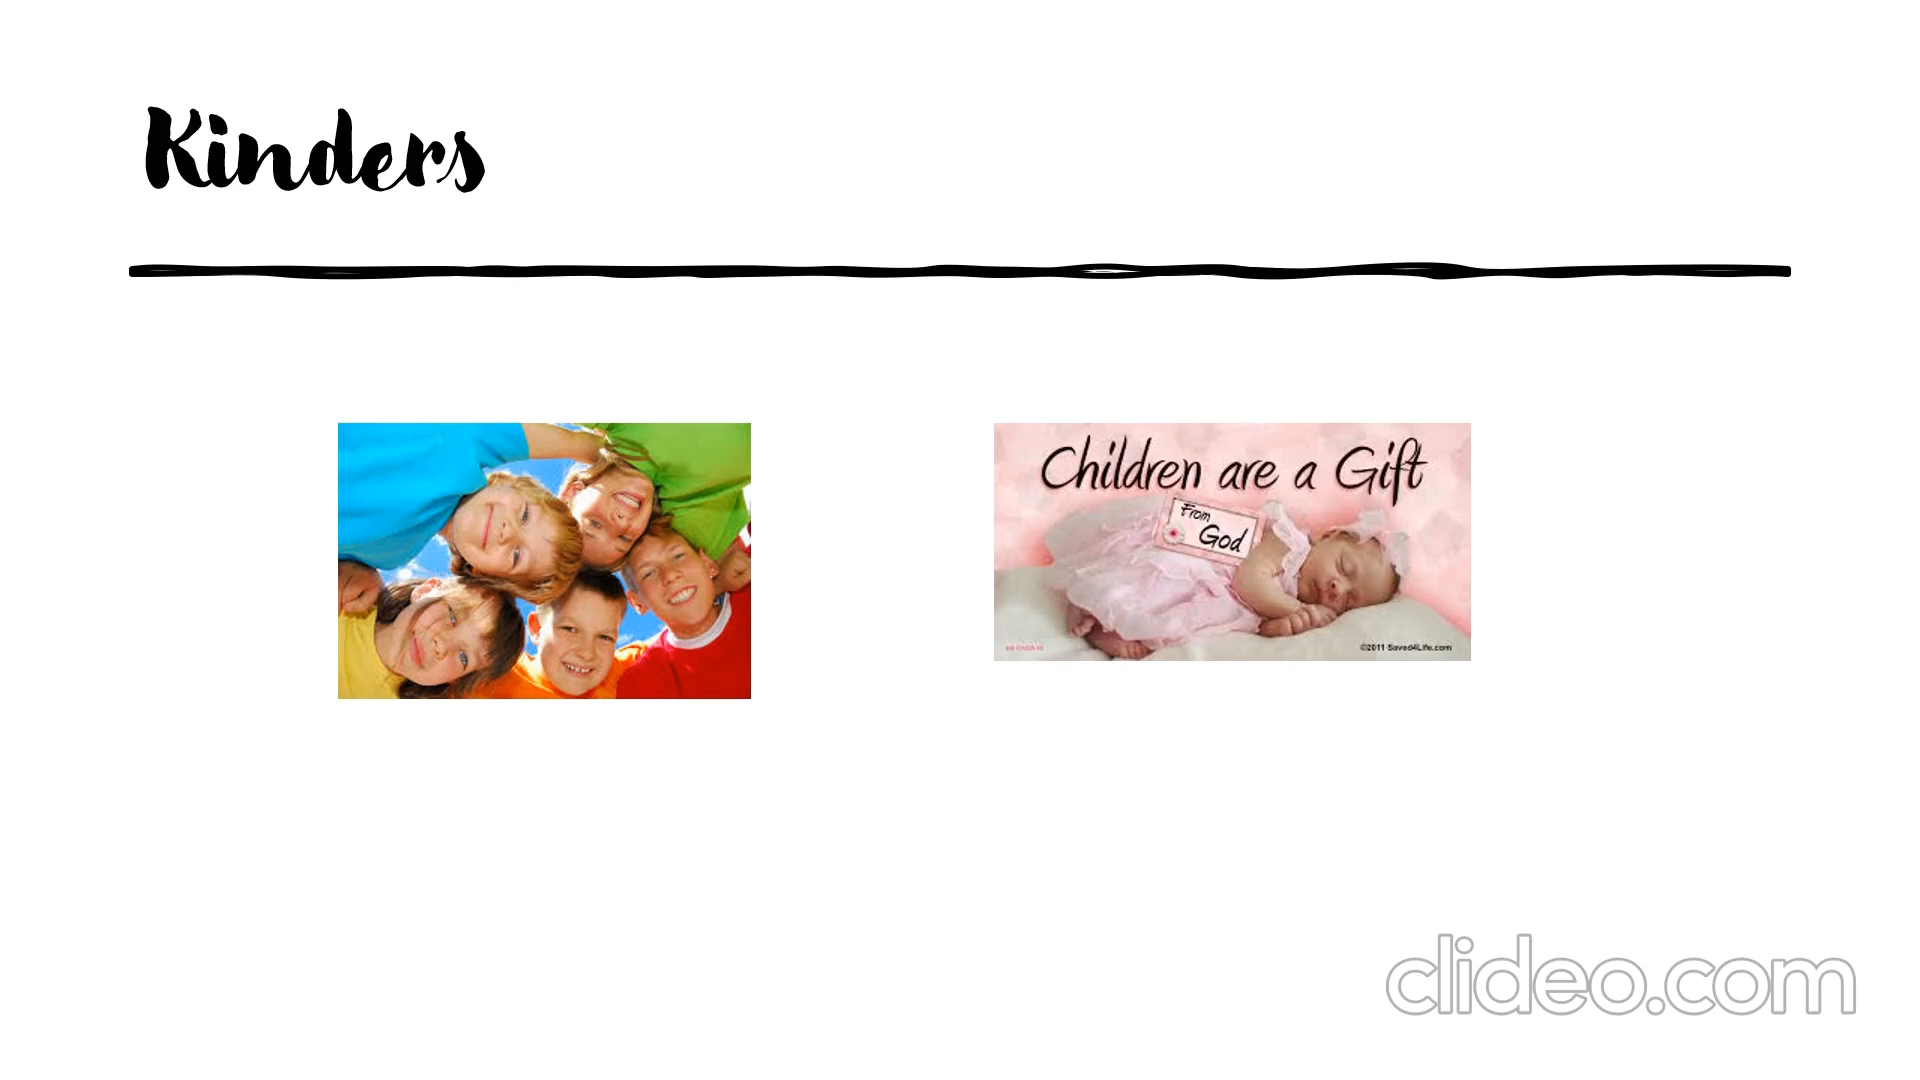 Kinders
Children are a Gift
From
God
©2011 Saved4Life.com
clideo.com